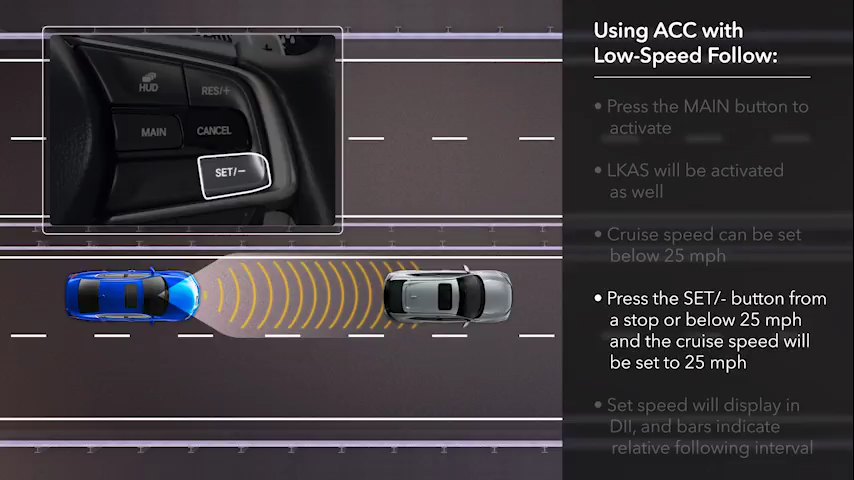 HUD
RES/+
MAIN
CANCEL
SET/−
Using ACC with
Low-Speed Follow:
• Press the MAIN button to
activate
• LKAS will be activated
as well
• Cruise speed can be set
below 25 mph
• Press the SET/- button from
a stop or below 25 mph
and the cruise speed will
be set to 25 mph
• Set speed will display in
DII, and bars indicate
relative following interval